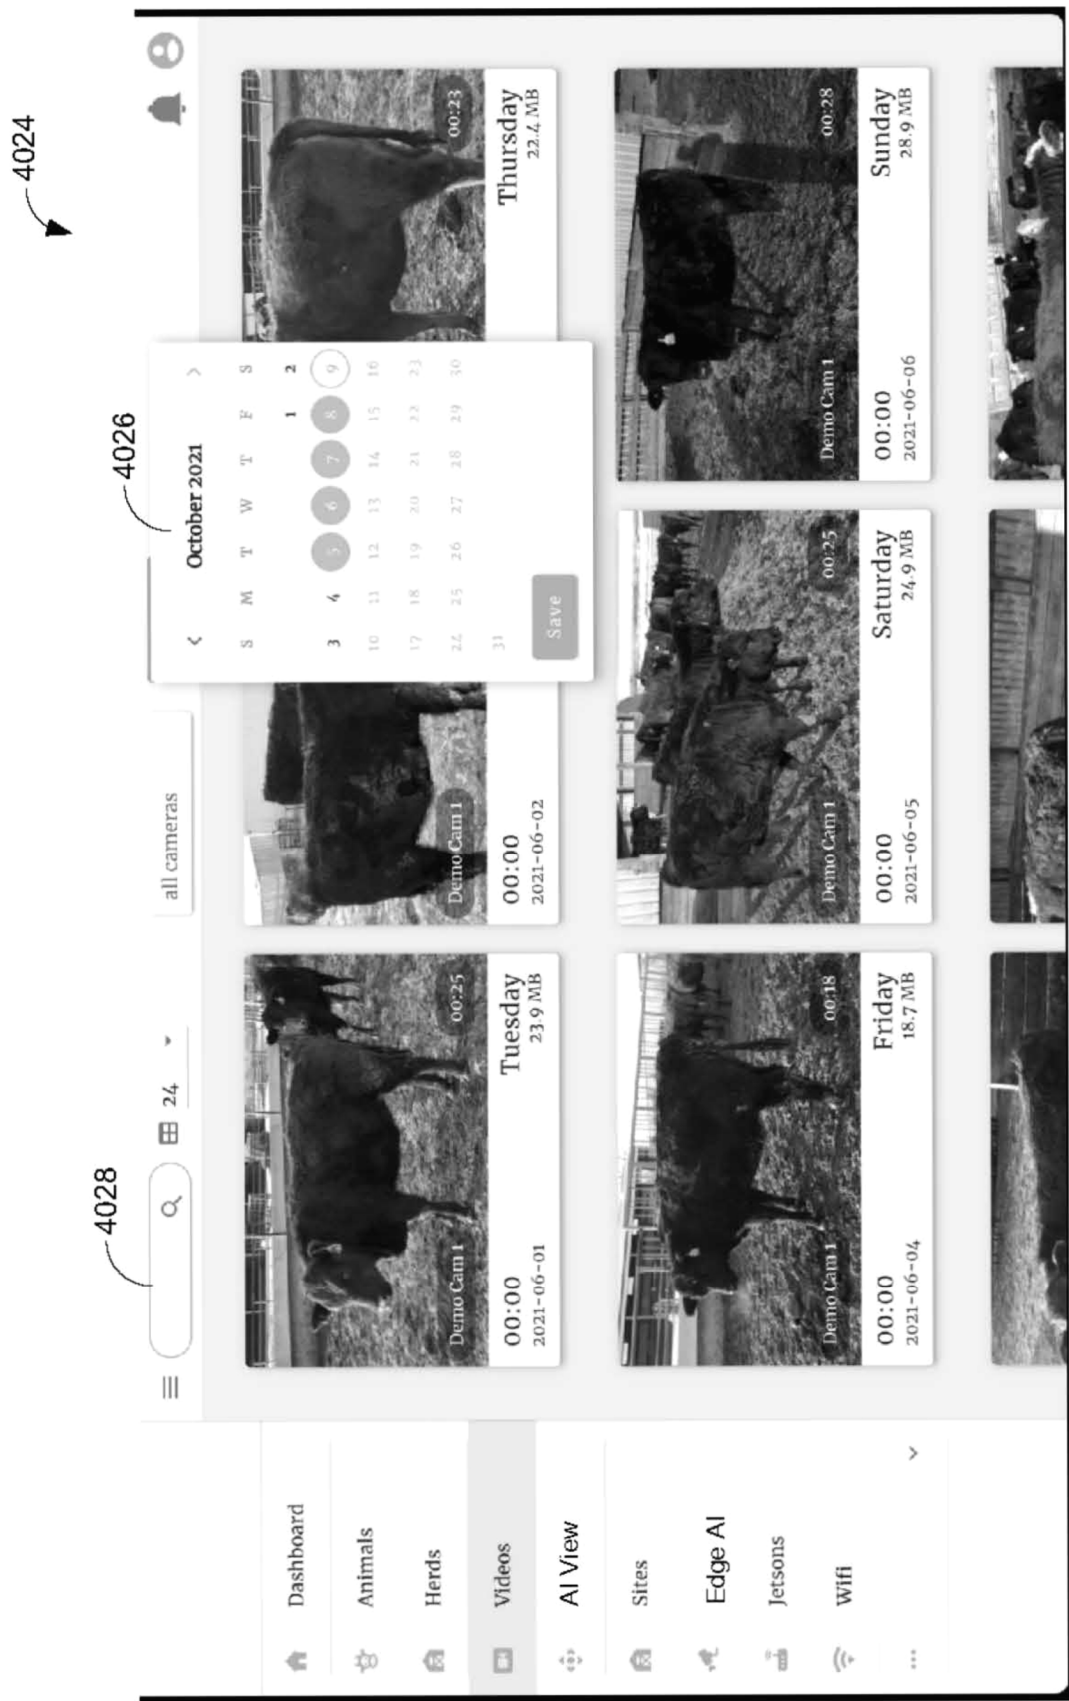 4024
4026
4028
24
all cameras
October 2021
S M T W T F S
1 2
3 4 5 6 7 8 9
10 11 12 13 14 15 16
17 18 19 20 21 22 23
24 25 26 27 28 29 30
31
Save
Dashboard
Animals
Herds
Videos
AI View
Sites
Edge AI
Jetsons
Wifi
Demo Cam 1 00:25
00:00 Tuesday
2021-06-01 23.9 MB
Demo Cam 1
00:00
2021-06-02
00:23
Thursday
22.4 MB
Demo Cam 1 00:18
00:00 Friday
2021-06-04 18.7 MB
Demo Cam 1 00:25
00:00 Saturday
2021-06-05 24.9 MB
Demo Cam 1 00:28
00:00 Sunday
2021-06-06 28.9 MB